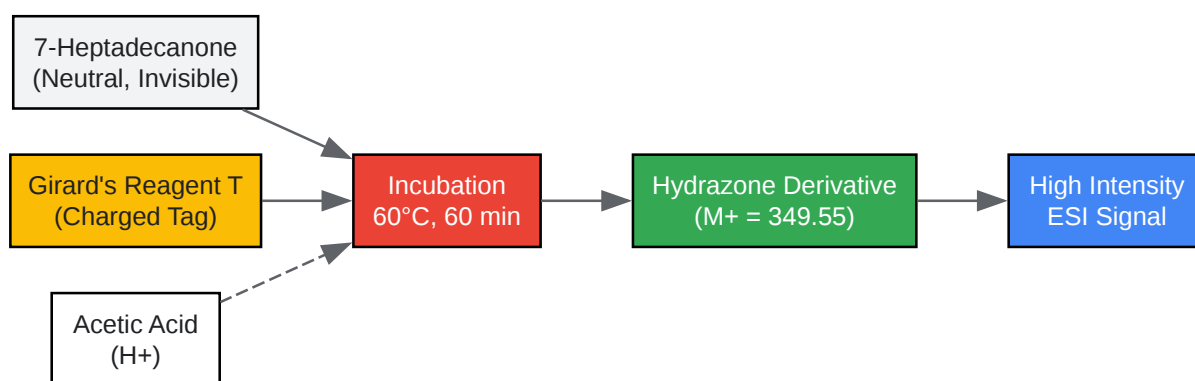 7-Heptadecanone
(Neutral, Invisible)
Girard's Reagent T
(Charged Tag)
Acetic Acid
(H+)
Incubation
60°C, 60 min
Hydrazone Derivative
(M+ = 349.55)
High Intensity
ESI Signal